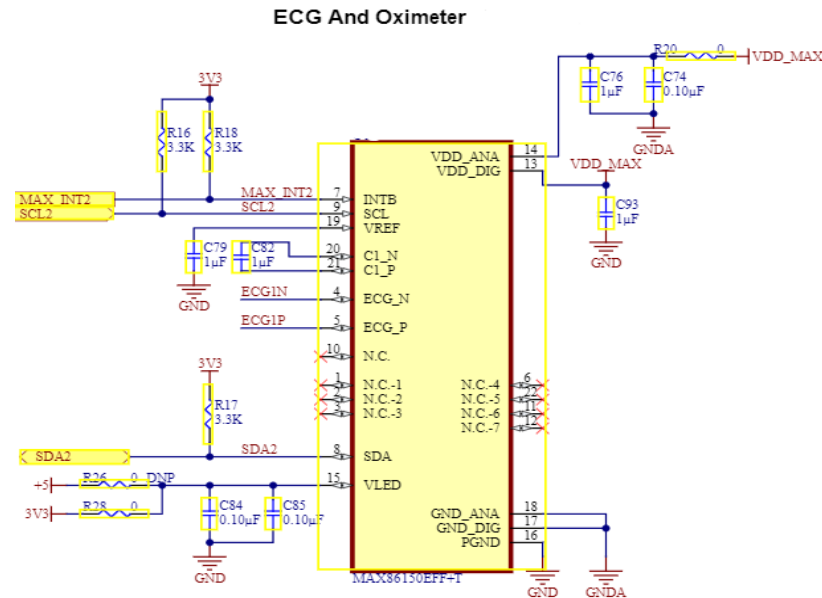 ECG And Oximeter
R20 0 VDD_MAX
C76 1µF
C74 0.10µF
GNDA
3V3
R16 3.3K
R18 3.3K
MAX_INT2
SCL2
MAX_INT2
SCL2
7 INTB
9 SCL
19 VREF
20 C1_N
21 C1_P
4 ECG_N
5 ECG_P
10 N.C.
1 N.C.-1
2 N.C.-2
3 N.C.-3
8 SDA
15 VLED
VDD_ANA 14
VDD_DIG 13
VDD_MAX
C93 1µF
GND
C79 1µF
C82 1µF
GND
ECG1N
ECG1P
N.C.-4 6
N.C.-5 22
N.C.-6 11
N.C.-7 12
3V3
R17 3.3K
SDA2
SDA2
+5 R26 0 DNP
3V3 R28 0
C84 0.10µF
C85 0.10µF
GND
GND_ANA 18
GND_DIG 17
PGND 16
MAX86150EFF+T
GND
GNDA